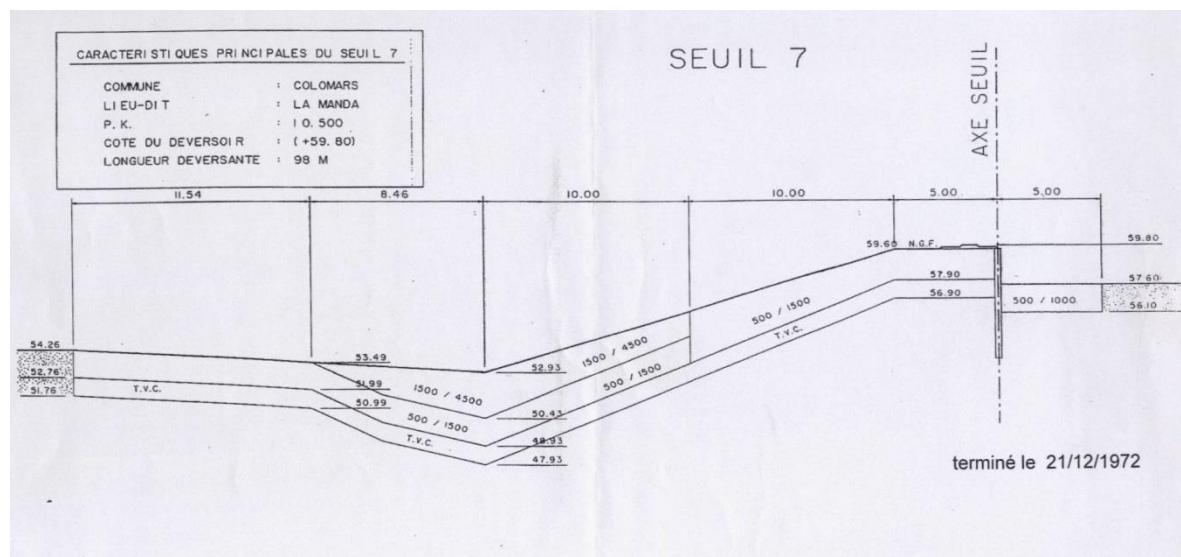 SEUIL 7
CARACTERISTIQUES PRINCIPALES DU SEUIL 7
COMMUNE : COLOMARS
LIEU-DIT : LA MANDA
P. K. : 10. 500
COTE DU DEVERSOIR : (+59. 80)
LONGUEUR DEVERSANTE : 98 M
AXE SEUIL
11.54 8.46 10.00 10.00 5.00 5.00
59.60 N.G.F. 59.80
57.90 57.60
56.90 500 / 1000 56.10
500 / 1500
T.V.C.
54.26 53.49 52.93
1500 / 4500
52.76 51.99
500 / 1500
51.76 T.V.C. 50.99 1500 / 4500 50.43
500 / 1500 48.93
T.V.C. 47.93
terminé le 21/12/1972